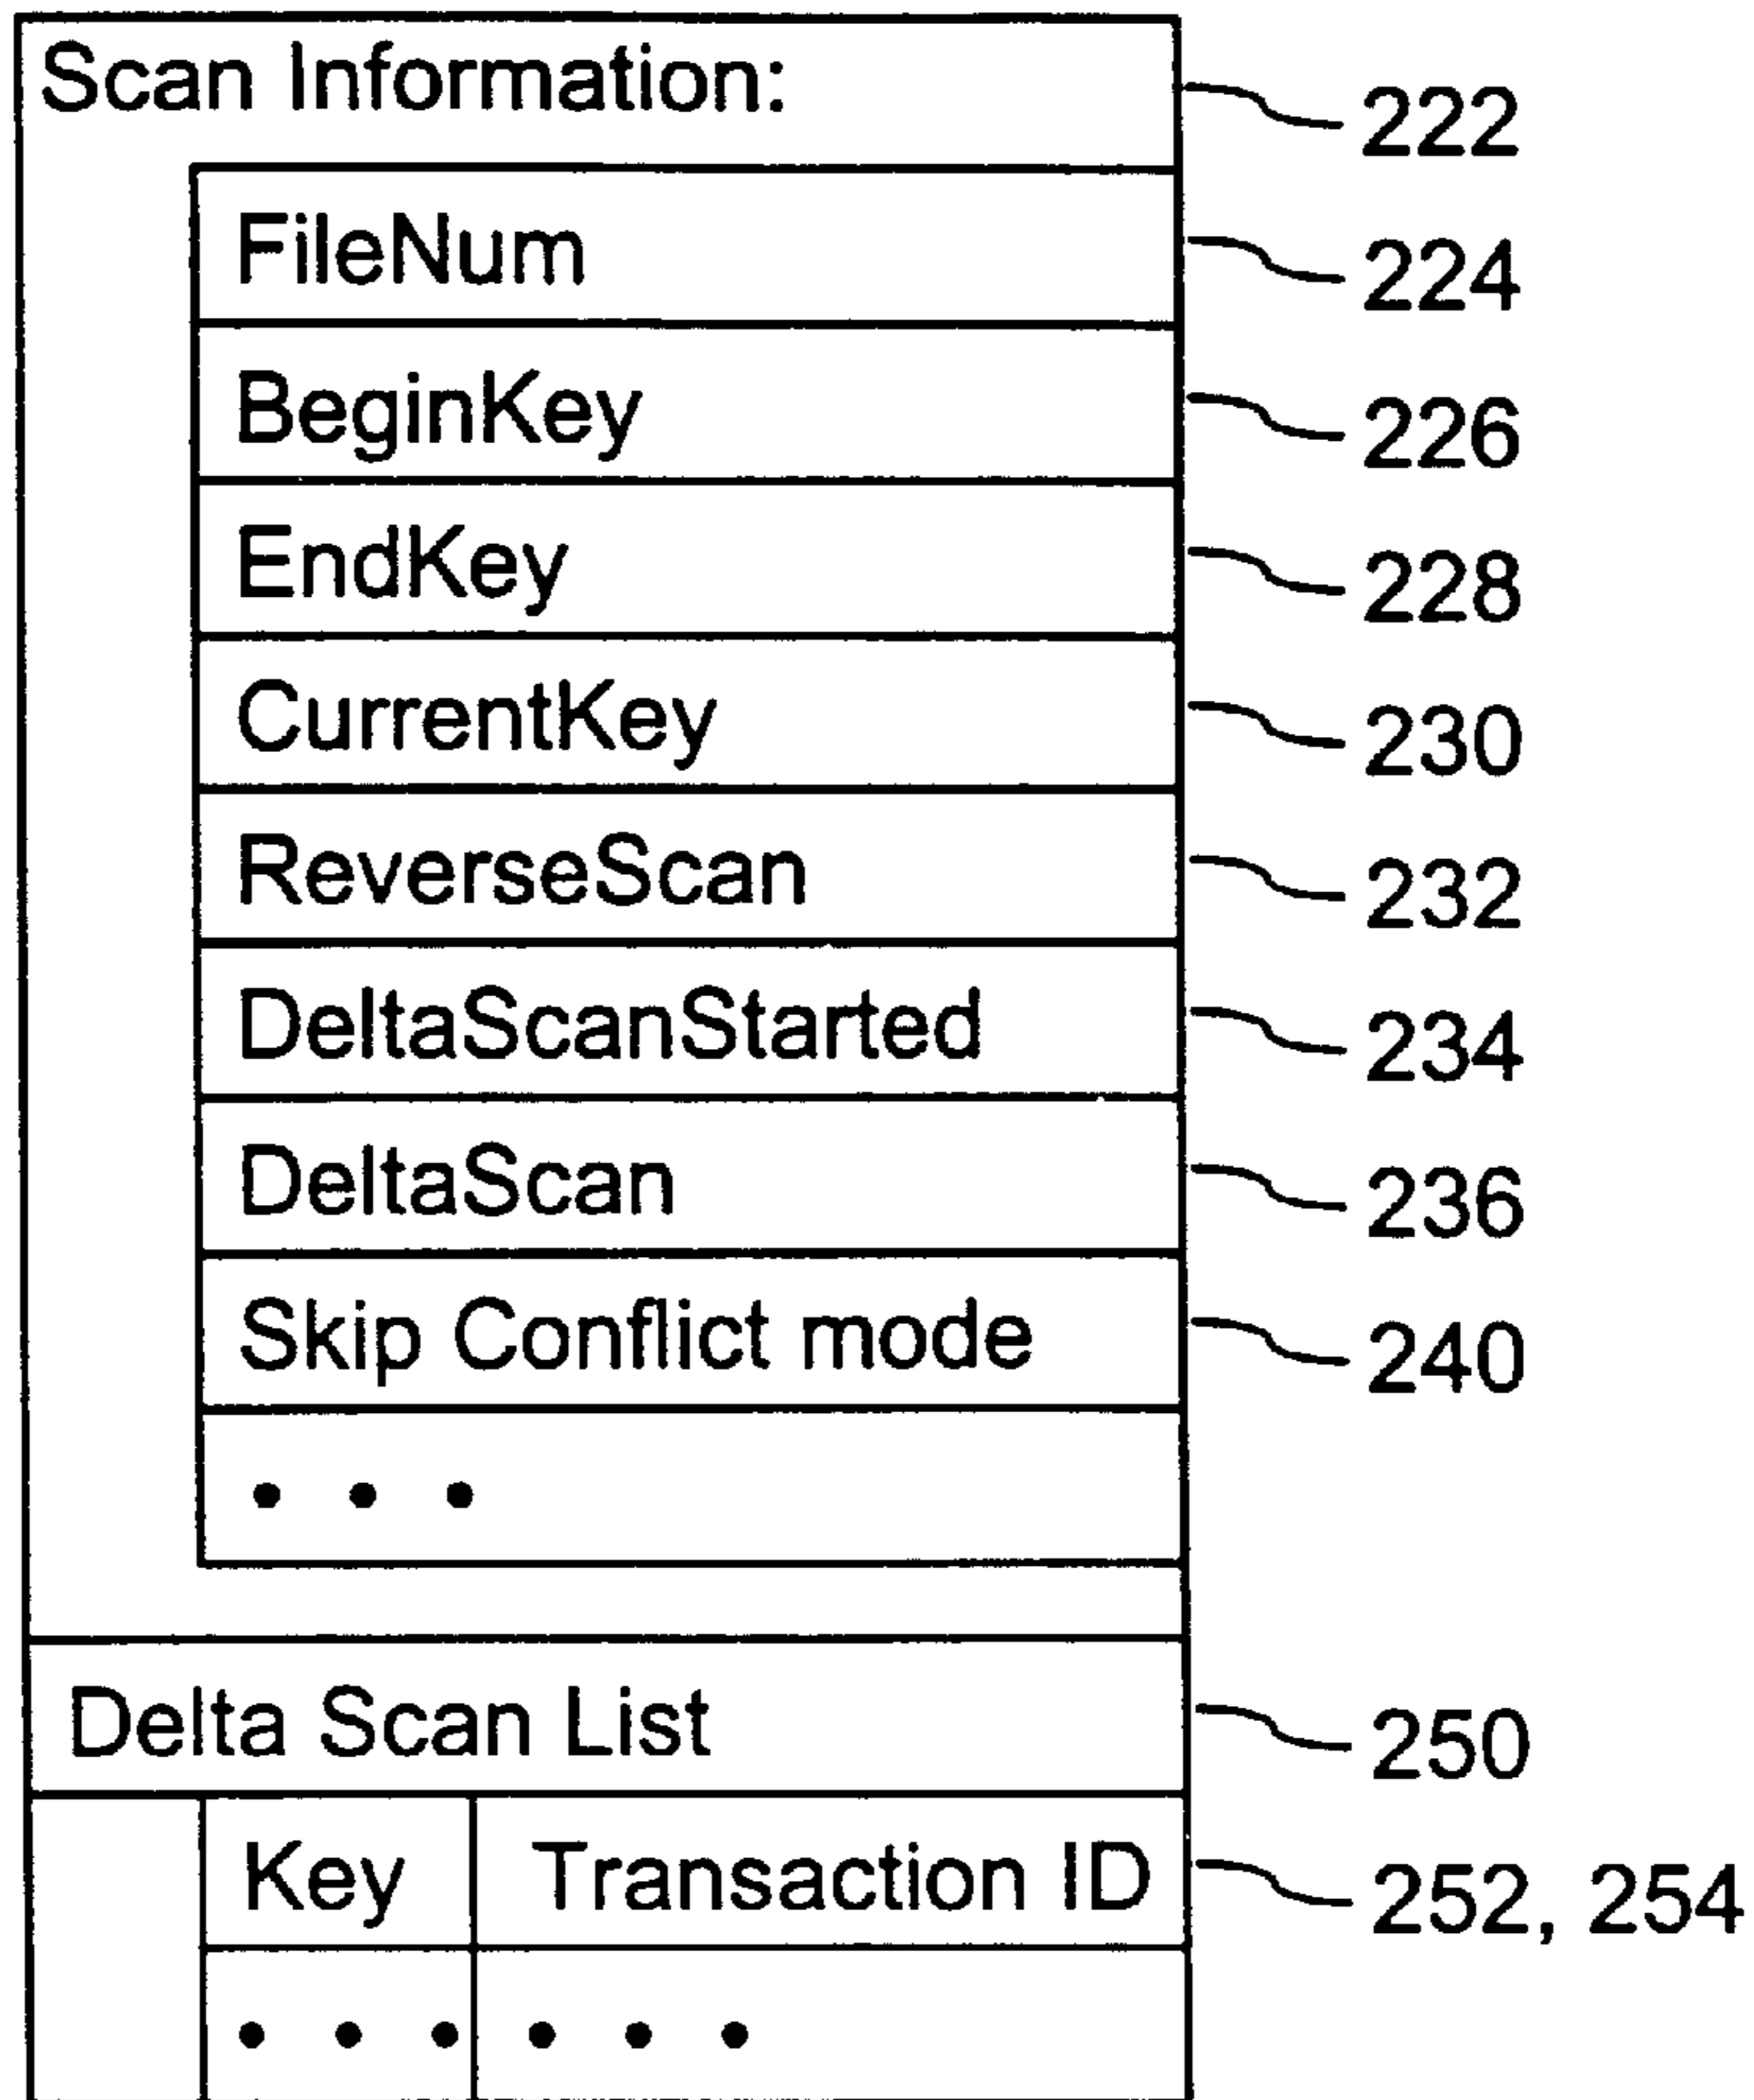 Scan Information: 222
FileNum 224
BeginKey 226
EndKey 228
CurrentKey 230
ReverseScan 232
DeltaScanStarted 234
DeltaScan 236
Skip Conflict mode 240
• • •
Delta Scan List 250
Key Transaction ID 252, 254
• • • • • •